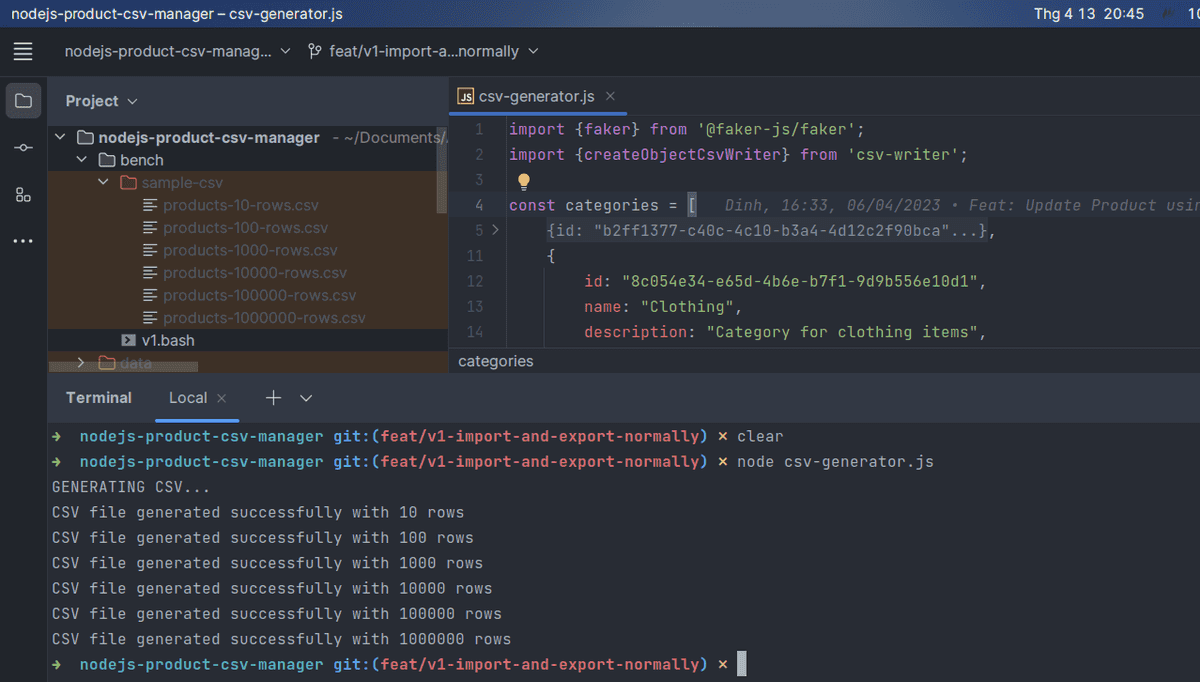 nodejs-product-csv-manager – csv-generator.js
Thg 4 13 20:45
nodejs-product-csv-manag... feat/v1-import-a...normally
Project
nodejs-product-csv-manager - ~/Documents/
bench
sample-csv
products-10-rows.csv
products-100-rows.csv
products-1000-rows.csv
products-10000-rows.csv
products-100000-rows.csv
products-1000000-rows.csv
v1.bash
data
JS csv-generator.js
1 import {faker} from '@faker-js/faker';
2 import {createObjectCsvWriter} from 'csv-writer';
3
4 const categories = [ Dinh, 16:33, 06/04/2023 • Feat: Update Product usin
5 {id: "b2ff1377-c40c-4c10-b3a4-4d12c2f90bca"...},
11 {
12 id: "8c054e34-e65d-4b6e-b7f1-9d9b556e10d1",
13 name: "Clothing",
14 description: "Category for clothing items",
categories
Terminal Local
➜ nodejs-product-csv-manager git:(feat/v1-import-and-export-normally) × clear
➜ nodejs-product-csv-manager git:(feat/v1-import-and-export-normally) × node csv-generator.js
GENERATING CSV...
CSV file generated successfully with 10 rows
CSV file generated successfully with 100 rows
CSV file generated successfully with 1000 rows
CSV file generated successfully with 10000 rows
CSV file generated successfully with 100000 rows
CSV file generated successfully with 1000000 rows
➜ nodejs-product-csv-manager git:(feat/v1-import-and-export-normally) ×